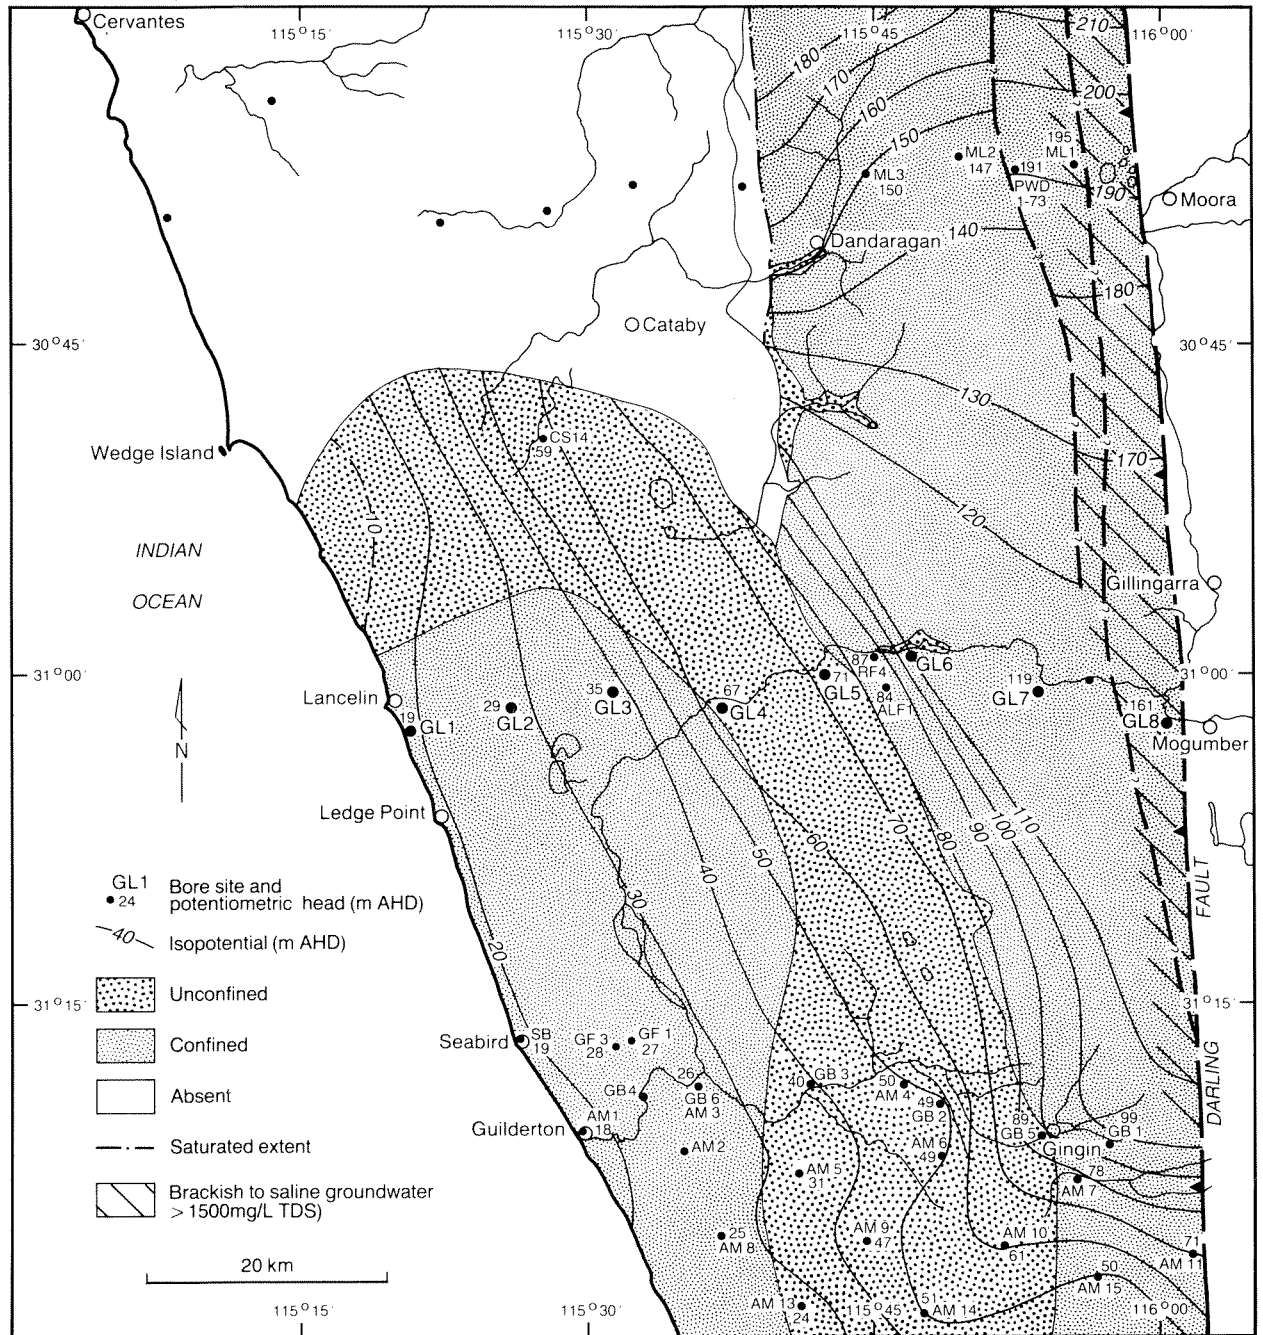 Cervantes
115°15'
115°30'
115°45'
116°00'
210
180
170
160
150
200
195
ML1
ML2
147
191
PWD
1-73
ML3
150
190
Moora
Dandaragan
140
180
Cataby
30°45'
30°45'
130
CS14
59
Wedge Island
170
10
120
INDIAN
OCEAN
Gillingarra
31°00'
31°00'
N
Lancelin
19
GL1
29
GL2
35
GL3
67
GL4
71
GL5
87
RF4
84
ALF1
GL6
119
GL7
161
GL8
Mogumber
Ledge Point
20
30
40
50
60
70
80
90
100
110
DARLING FAULT
GL1
24
Bore site and
potentiometric head (m AHD)
40
Isopotential (m AHD)
Unconfined
Confined
Absent
Saturated extent
Brackish to saline groundwater
> 1500mg/L TDS)
20 km
31°15'
31°15'
Seabird
SB
19
GF 3
28
GF 1
27
GB4
26
GB 6
AM 3
40
GB 3
50
AM 4
49
GB 2
AM 6
49
89
GB 5
Gingin
99
GB 1
78
AM 7
Guilderton
AM1
18
AM2
AM 5
31
25
AM 8
AM 9
47
AM 10
61
71
AM 11
50
AM 15
AM 13
24
51
AM 14
115°15'
115°30'
115°45'
116°00'